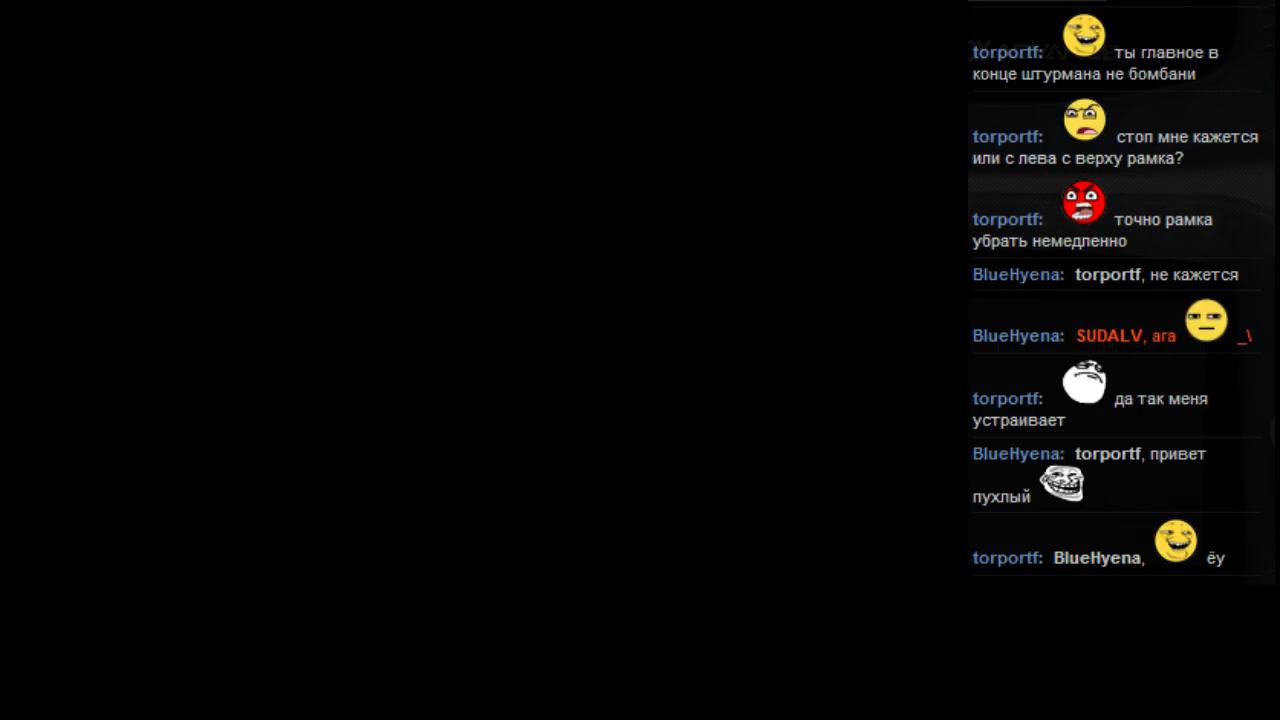 torportf: ты главное в
конце штурмана не бомбани
torportf: стоп мне кажется
или с лева с верху рамка?
torportf: точно рамка
убрать немедленно
BlueHyena: torportf, не кажется
BlueHyena: SUDALV, ага _\
torportf: да так меня
устраивает
BlueHyena: torportf, привет
пухлый
torportf: BlueHyena, ёу